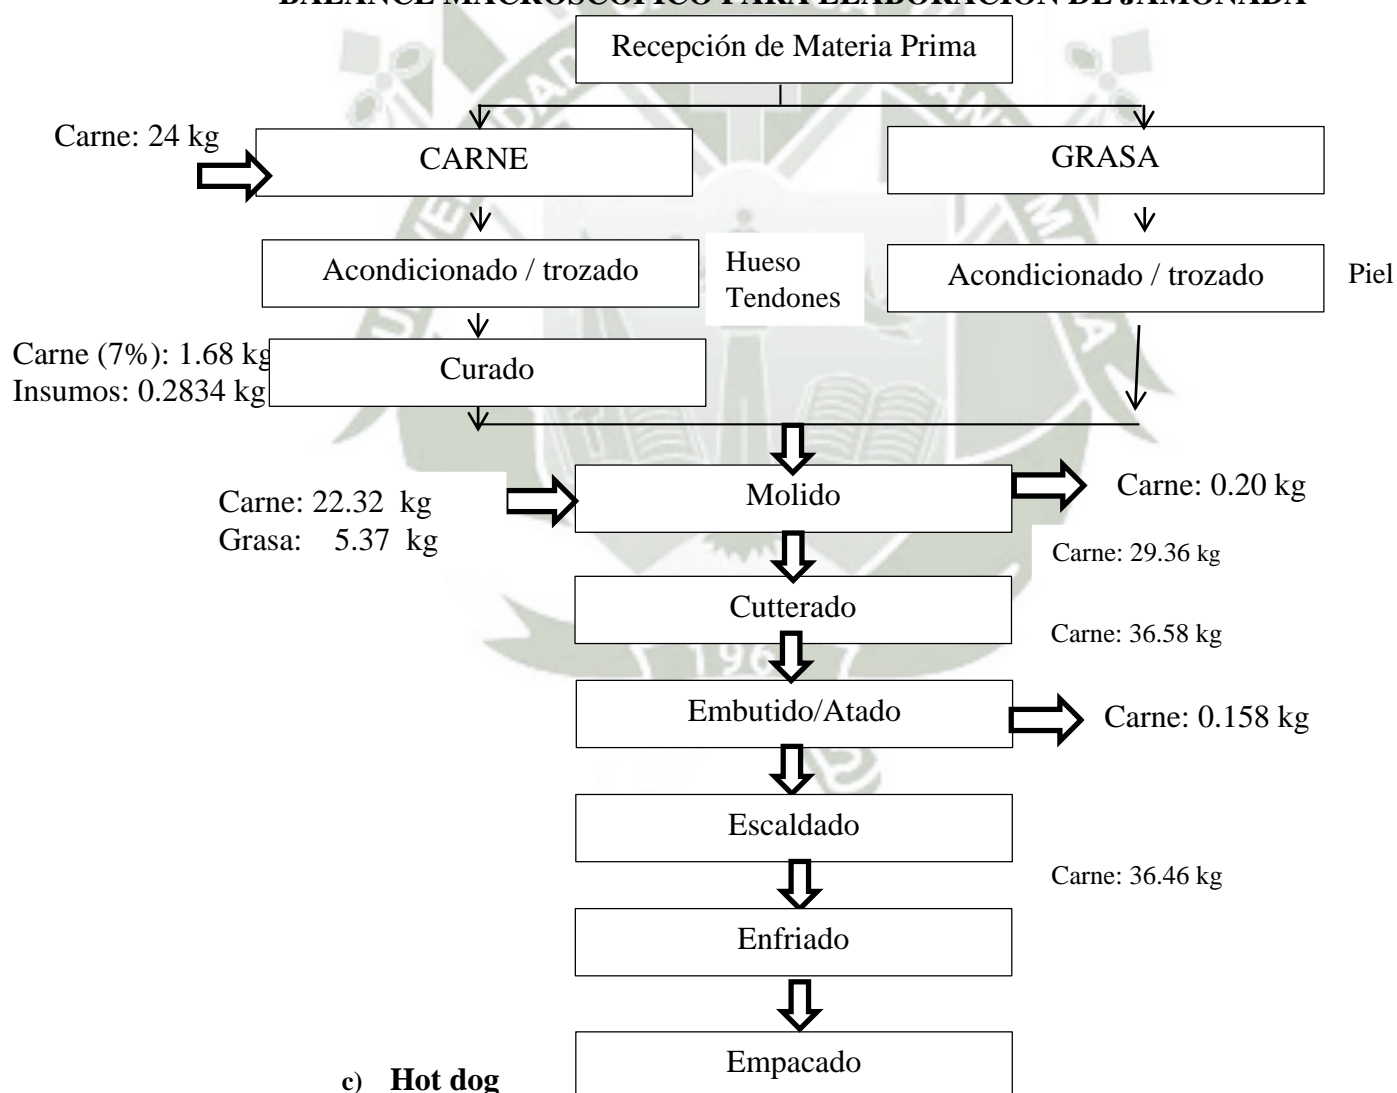 BALANCE MACROSCÓPICO PARA ELABORACIÓN DE JAMONADA
Recepción de Materia Prima
Carne: 24 kg
CARNE
GRASA
Acondicionado / trozado
Hueso
Tendones
Acondicionado / trozado
Piel
Carne (7%): 1.68 kg
Insumos: 0.2834 kg
Curado
Carne: 22.32 kg
Grasa: 5.37 kg
Molido
Carne: 0.20 kg
Carne: 29.36 kg
Cutterado
Carne: 36.58 kg
196
Embutido/Atado
Carne: 0.158 kg
Escaldado
Carne: 36.46 kg
Enfriado
Empacado
c) Hot dog